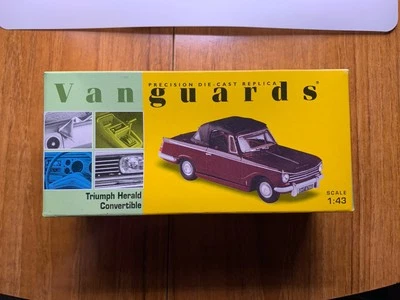 Vanguards
PRECISION DIE-CAST REPLICA
Triumph Herald
Convertible
SCALE
1:43